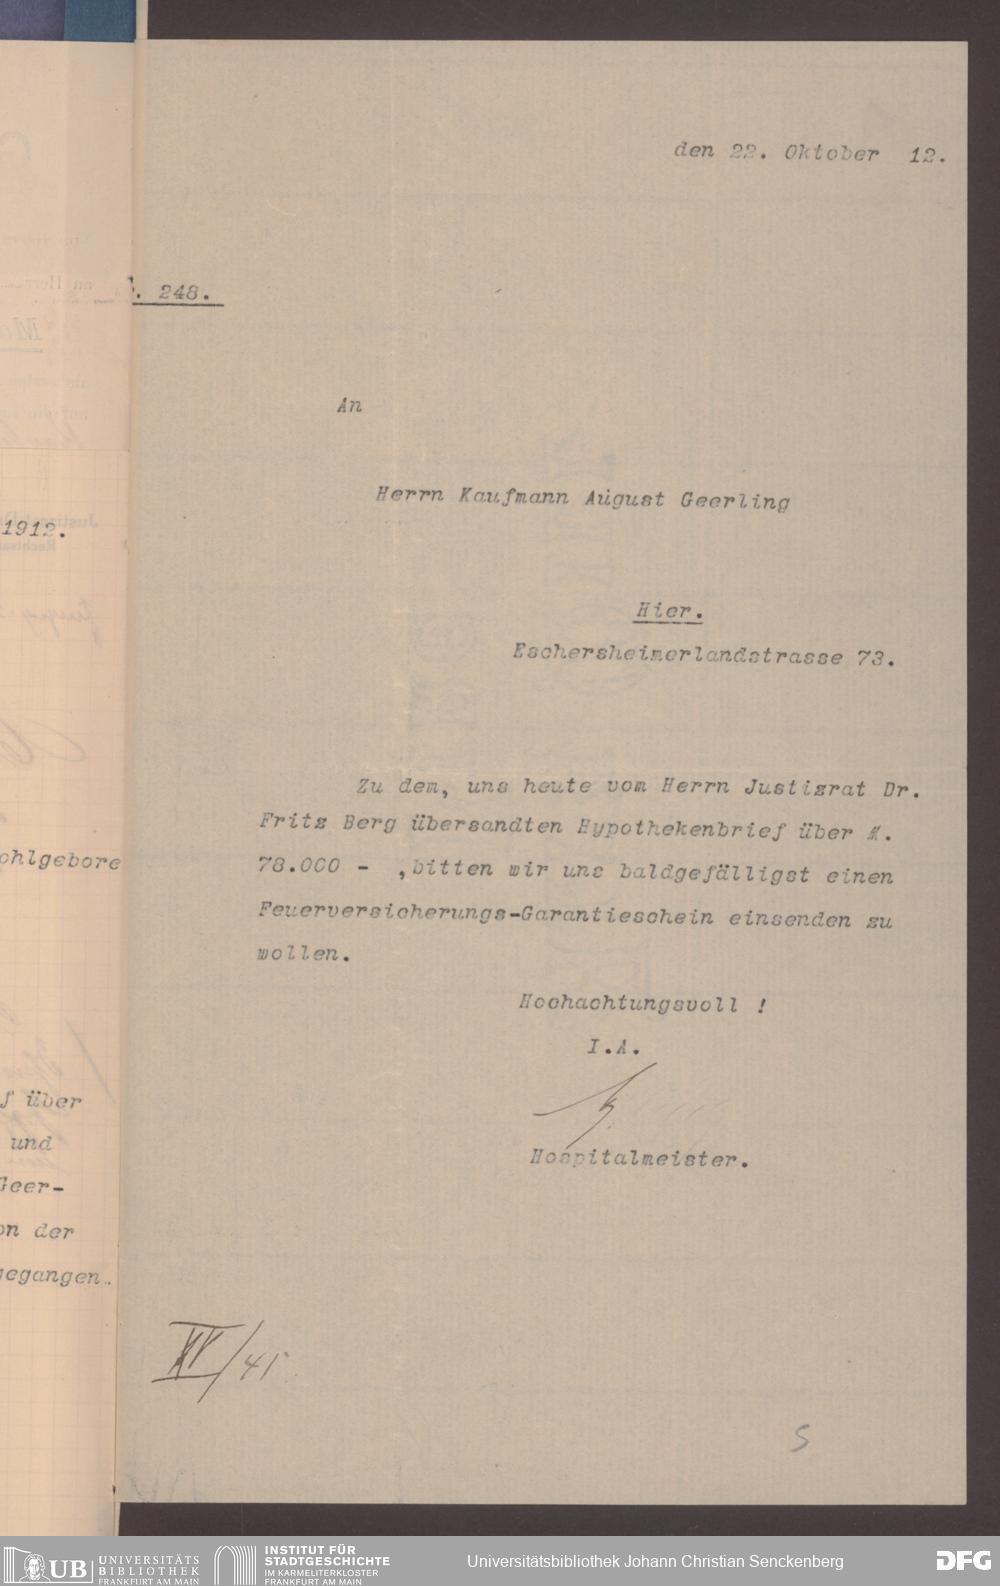 den 22. Oktober 12.
. 248.
An
Herrn Kaufmann August Geerling
Hier.
Eschersheimerlandstrasse 73.
Zu dem, uns heute vom Herrn Justizrat Dr.
Fritz Berg übersandten Hypothekenbrief über M.
78.000 - ,bitten wir uns baldgefälligst einen
Feuerversicherungs-Garantieschein einsenden zu
wollen.
Hochachtungsvoll !
I.A.
Hospitalmeister.
XV/45
5
1912.
ohlgebore
f über
und
Geer-
on der
gegangen.
UB UNIVERSITÄTS
BIBLIOTHEK
FRANKFURT AM MAIN
INSTITUT FÜR
STADTGESCHICHTE
IM KARMELITERKLOSTER
FRANKFURT AM MAIN
Universitätsbibliothek Johann Christian Senckenberg
DFG